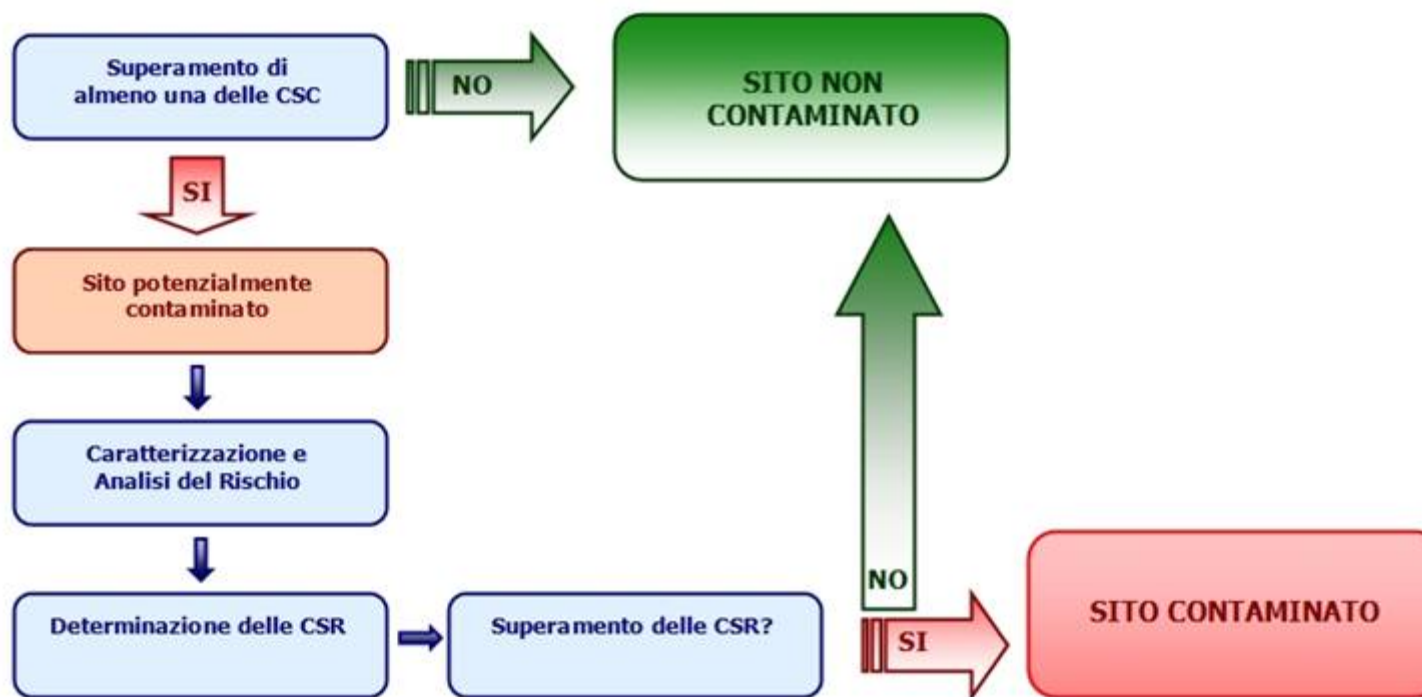 Superamento di
almeno una delle CSC
NO
SITO NON
CONTAMINATO
SI
Sito potenzialmente
contaminato
Caratterizzazione e
Analisi del Rischio
Determinazione delle CSR
Superamento delle CSR?
NO
SI
SITO CONTAMINATO